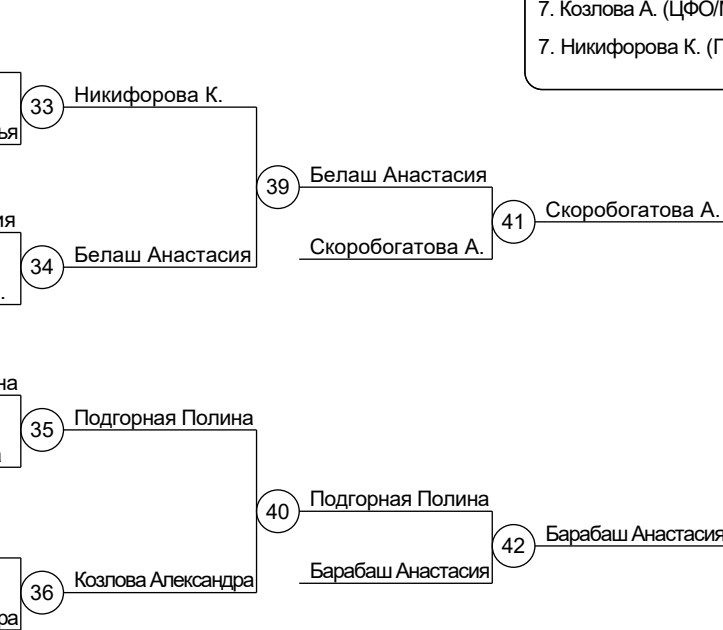 7. Козлова А. (ЦФО/
7. Никифорова К. (
33 Никифорова К.
39 Белаш Анастасия
41 Скоробогатова А.
Скоробогатова А.
34 Белаш Анастасия
35 Подгорная Полина
40 Подгорная Полина
42 Барабаш Анастасия
Барабаш Анастасия
36 Козлова Александра